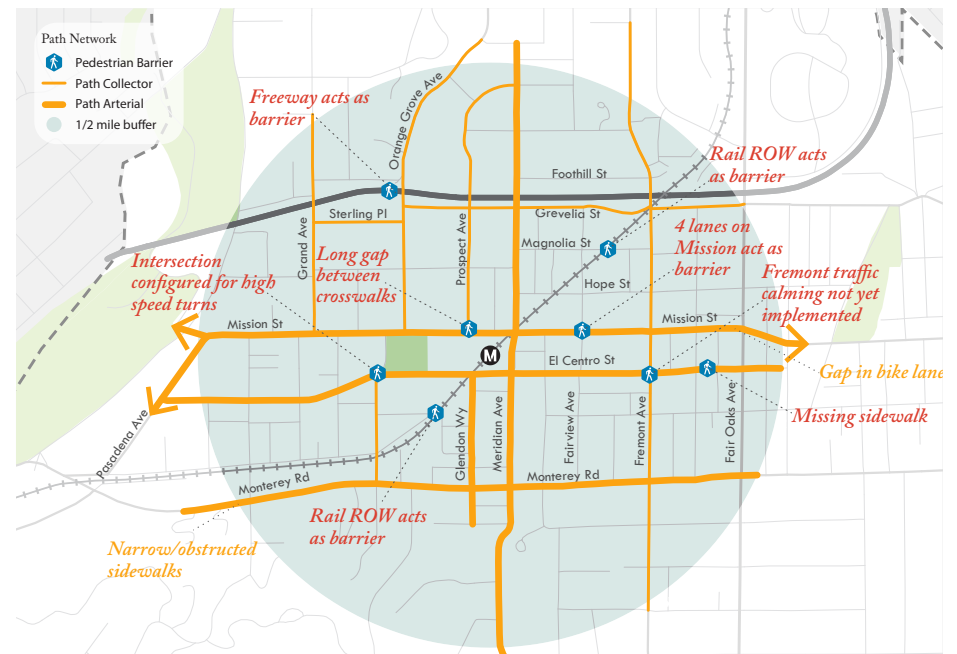 Path Network
Pedestrian Barrier
Path Collector
Path Arterial
1/2 mile buffer
Freeway acts as
barrier
Orange Grove Ave
Rail ROW acts
as barrier
Foothill St
Sterling Pl
Grevelia St
Grand Ave
Prospect Ave
Magnolia St
4 lanes on
Mission act as
barrier
Intersection
configured for high
speed turns
Long gap
between
crosswalks
Hope St
Fremont traffic
calming not yet
implemented
Mission St
Mission St
M
El Centro St
Gap in bike lane
Missing sidewalk
Pasadena Ave
Glendon Wy
Meridian Ave
Fairview Ave
Fremont Ave
Fair Oaks Ave
Monterey Rd
Monterey Rd
Rail ROW acts
as barrier
Narrow/obstructed
sidewalks